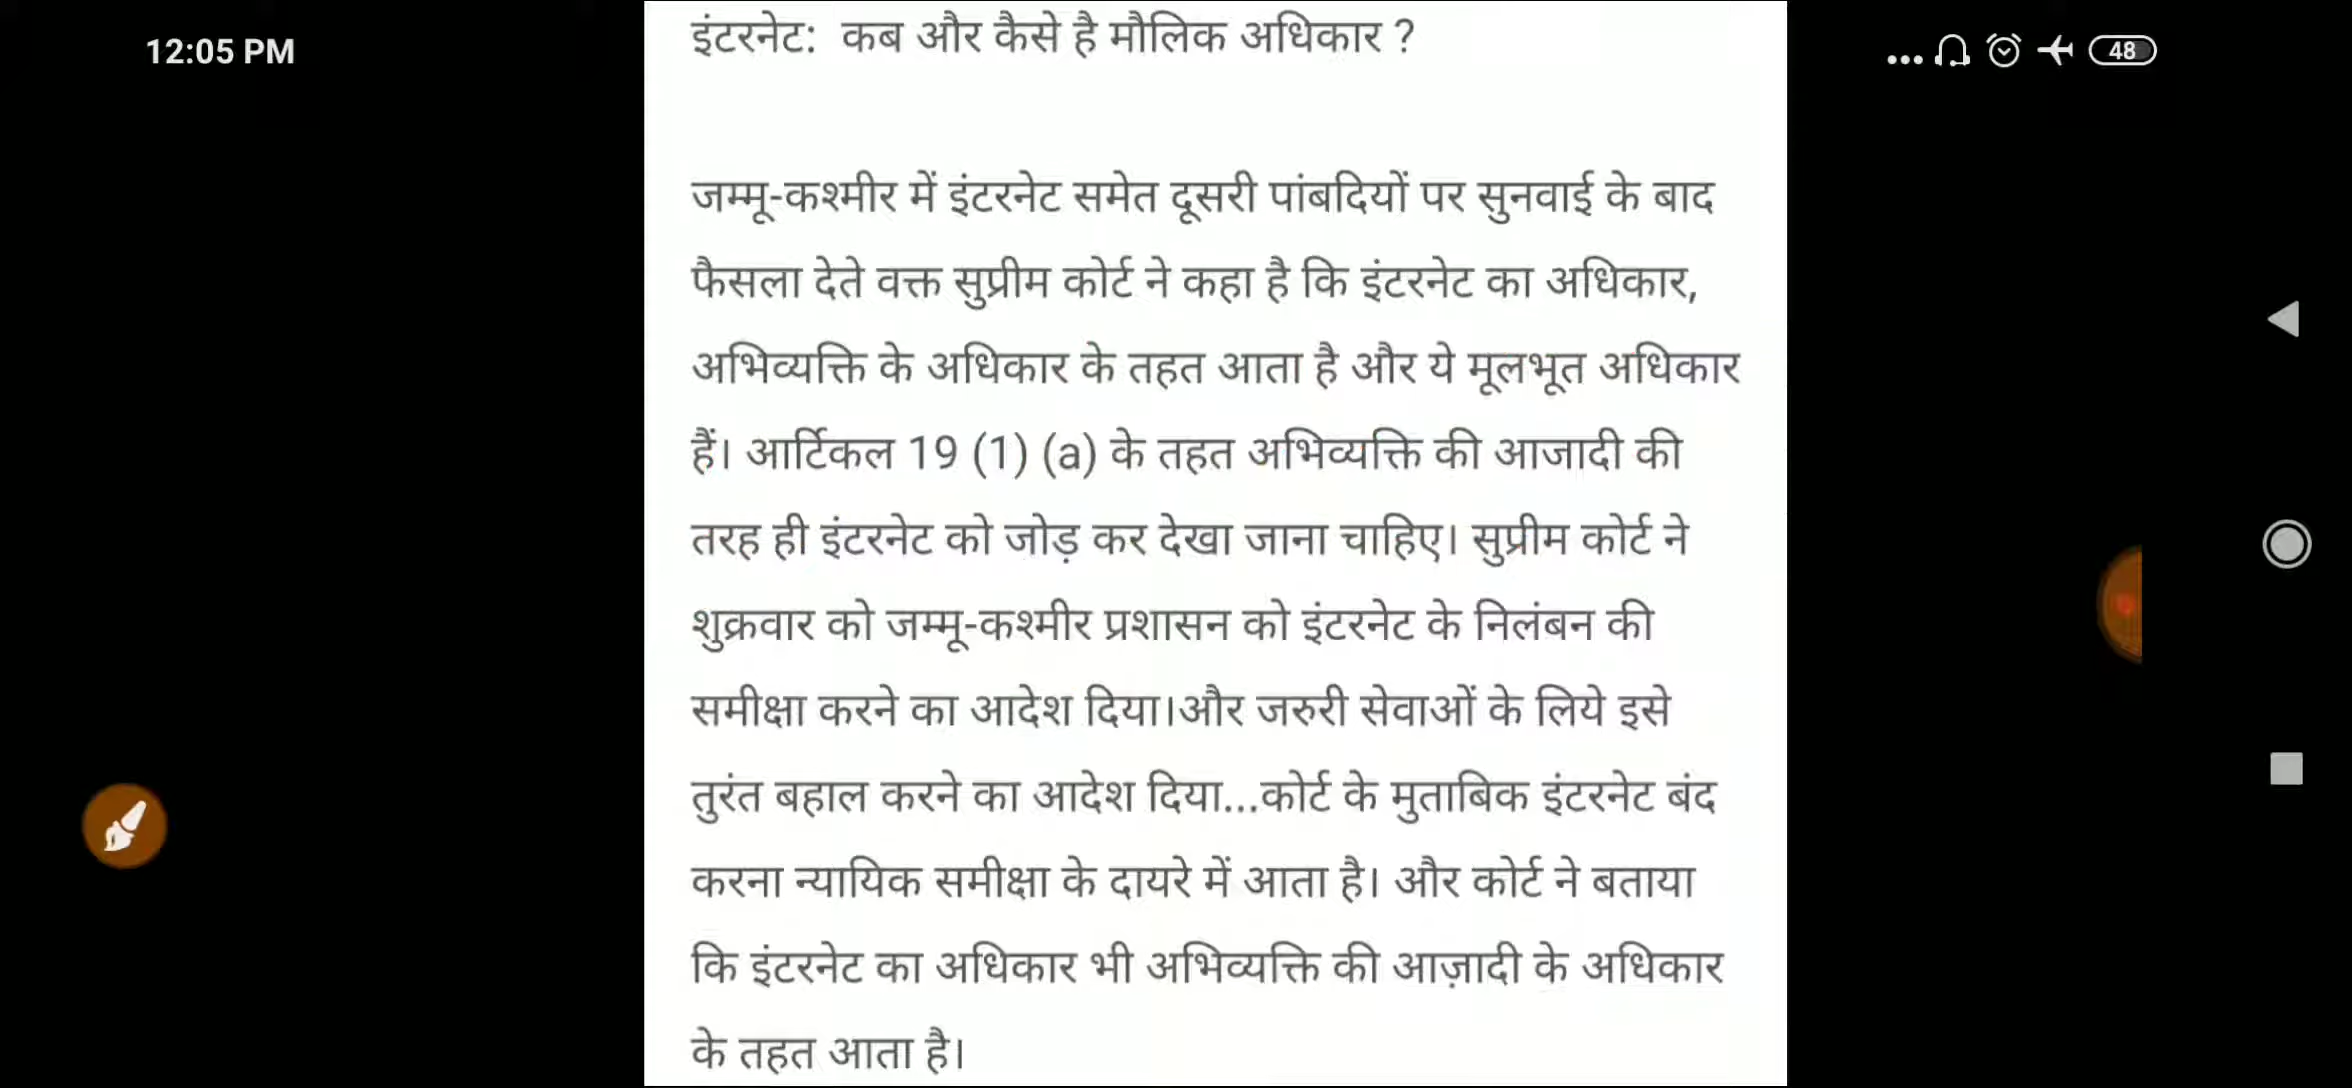 12:05 PM
48
इंटरनेट: कब और कैसे है मौलिक अधिकार ?
जम्मू-कश्मीर में इंटरनेट समेत दूसरी पांबदियों पर सुनवाई के बाद
फैसला देते वक्त सुप्रीम कोर्ट ने कहा है कि इंटरनेट का अधिकार,
अभिव्यक्ति के अधिकार के तहत आता है और ये मूलभूत अधिकार
हैं। आर्टिकल 19 (1) (a) के तहत अभिव्यक्ति की आजादी की
तरह ही इंटरनेट को जोड़ कर देखा जाना चाहिए। सुप्रीम कोर्ट ने
शुक्रवार को जम्मू-कश्मीर प्रशासन को इंटरनेट के निलंबन की
समीक्षा करने का आदेश दिया।और जरुरी सेवाओं के लिये इसे
तुरंत बहाल करने का आदेश दिया...कोर्ट के मुताबिक इंटरनेट बंद
करना न्यायिक समीक्षा के दायरे में आता है। और कोर्ट ने बताया
कि इंटरनेट का अधिकार भी अभिव्यक्ति की आज़ादी के अधिकार
के तहत आता है।